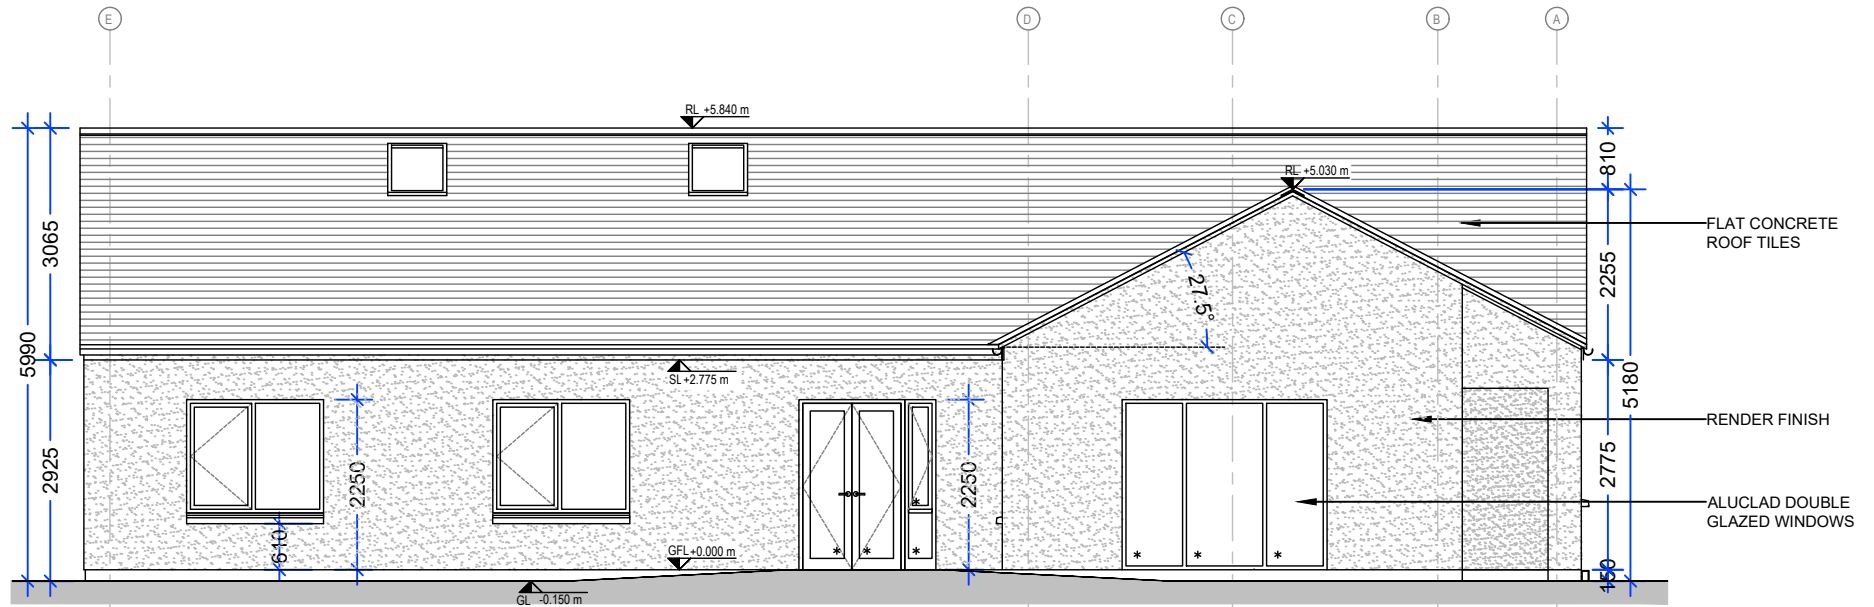 E
D
C
B
A
RL +5.840 m
RL +5.030 m
810
3065
FLAT CONCRETE
ROOF TILES
2255
27.5°
5990
SL +2.775 m
5180
RENDER FINISH
2925
2250
2250
2775
ALUCLAD DOUBLE
GLAZED WINDOWS
610
GFL +0.000 m
150
GL -0.150 m